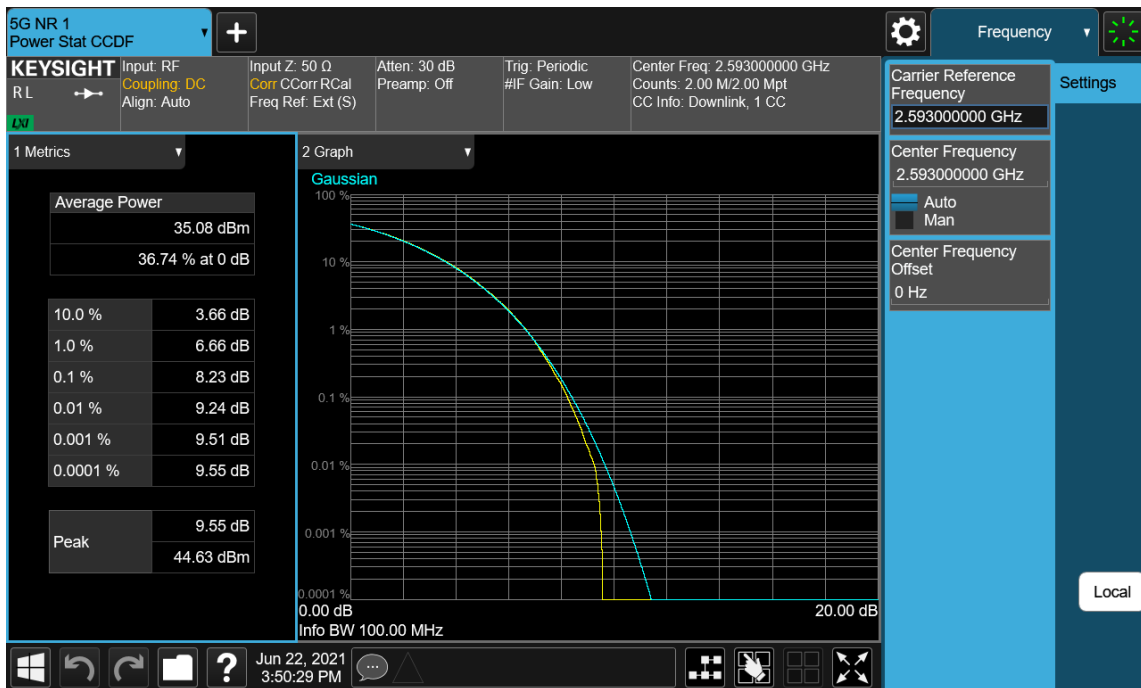 5G NR 1
Power Stat CCDF
+
Frequency
KEYSIGHT
R L
LXI
Input: RF
Coupling: DC
Align: Auto
Input Z: 50 Ω
Corr CCorr RCal
Freq Ref: Ext (S)
Atten: 30 dB
Preamp: Off
Trig: Periodic
#IF Gain: Low
Center Freq: 2.593000000 GHz
Counts: 2.00 M/2.00 Mpt
CC Info: Downlink, 1 CC
Carrier Reference
Frequency
2.593000000 GHz
Settings
Center Frequency
2.593000000 GHz
Auto
Man
Center Frequency
Offset
0 Hz
Local
1 Metrics
Average Power
35.08 dBm
36.74 % at 0 dB
10.0 % 3.66 dB
1.0 % 6.66 dB
0.1 % 8.23 dB
0.01 % 9.24 dB
0.001 % 9.51 dB
0.0001 % 9.55 dB
Peak
9.55 dB
44.63 dBm
2 Graph
Gaussian
100 %
10 %
1 %
0.1 %
0.01 %
0.001 %
0.0001 %
0.00 dB 20.00 dB
Info BW 100.00 MHz
?
Jun 22, 2021
3:50:29 PM